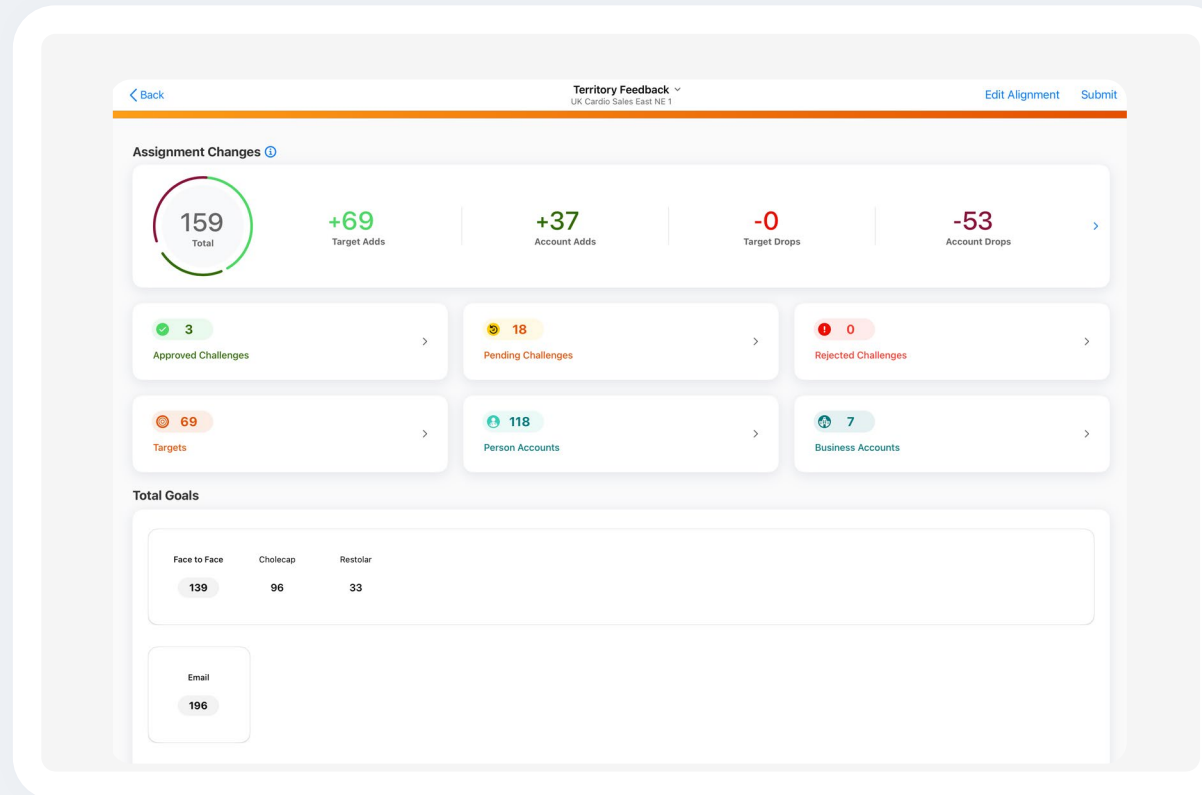 Back
Territory Feedback
UK Cardio Sales East NE 1
Edit Alignment
Submit
Assignment Changes
159
Total
+69
Target Adds
+37
Account Adds
-0
Target Drops
-53
Account Drops
3
Approved Challenges
18
Pending Challenges
0
Rejected Challenges
69
Targets
118
Person Accounts
7
Business Accounts
Total Goals
Face to Face Cholecap Restolar
139 96 33
Email
196